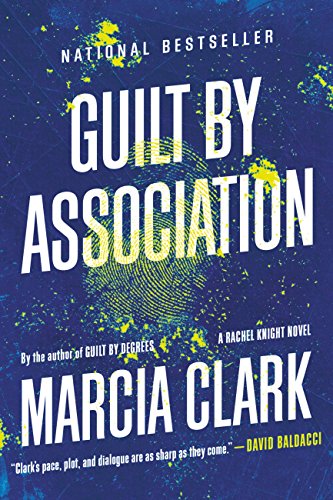 NATIONAL BESTSELLER
GUILT BY
ASSOCIATION
By the author of GUILT BY DEGREES
A RACHEL KNIGHT NOVEL
MARCIA CLARK
“Clark's pace, plot, and dialogue are as sharp as they come.” — DAVID BALDACCI